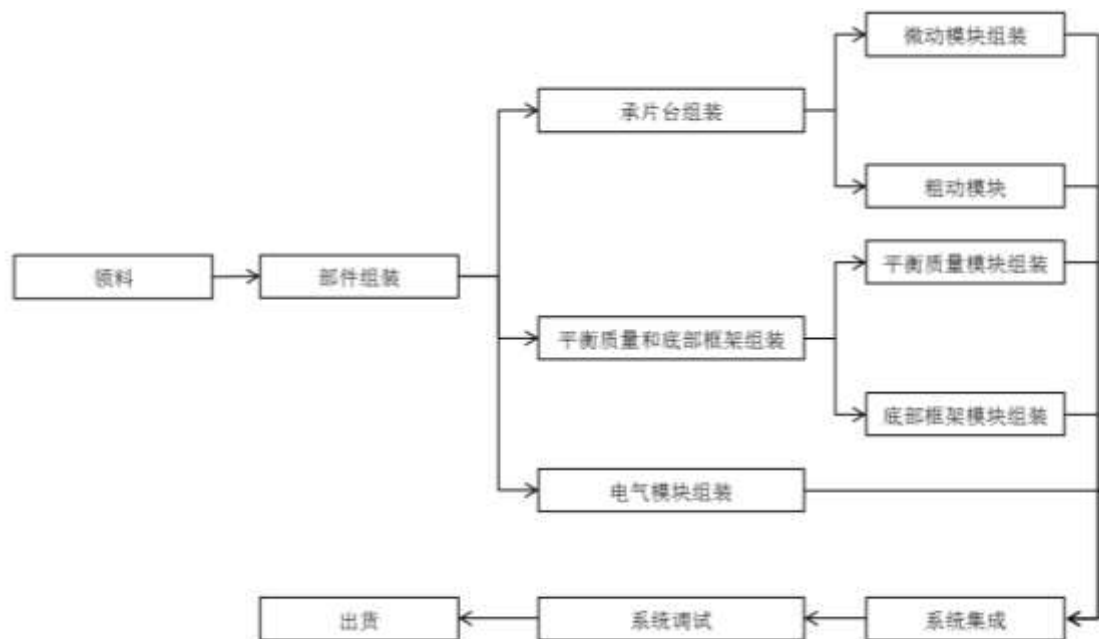 微动模块组装
承片台组装
粗动模块
领料
部件组装
平衡质量模块组装
平衡质量和底部框架组装
底部框架模块组装
电气模块组装
出货
系统调试
系统集成